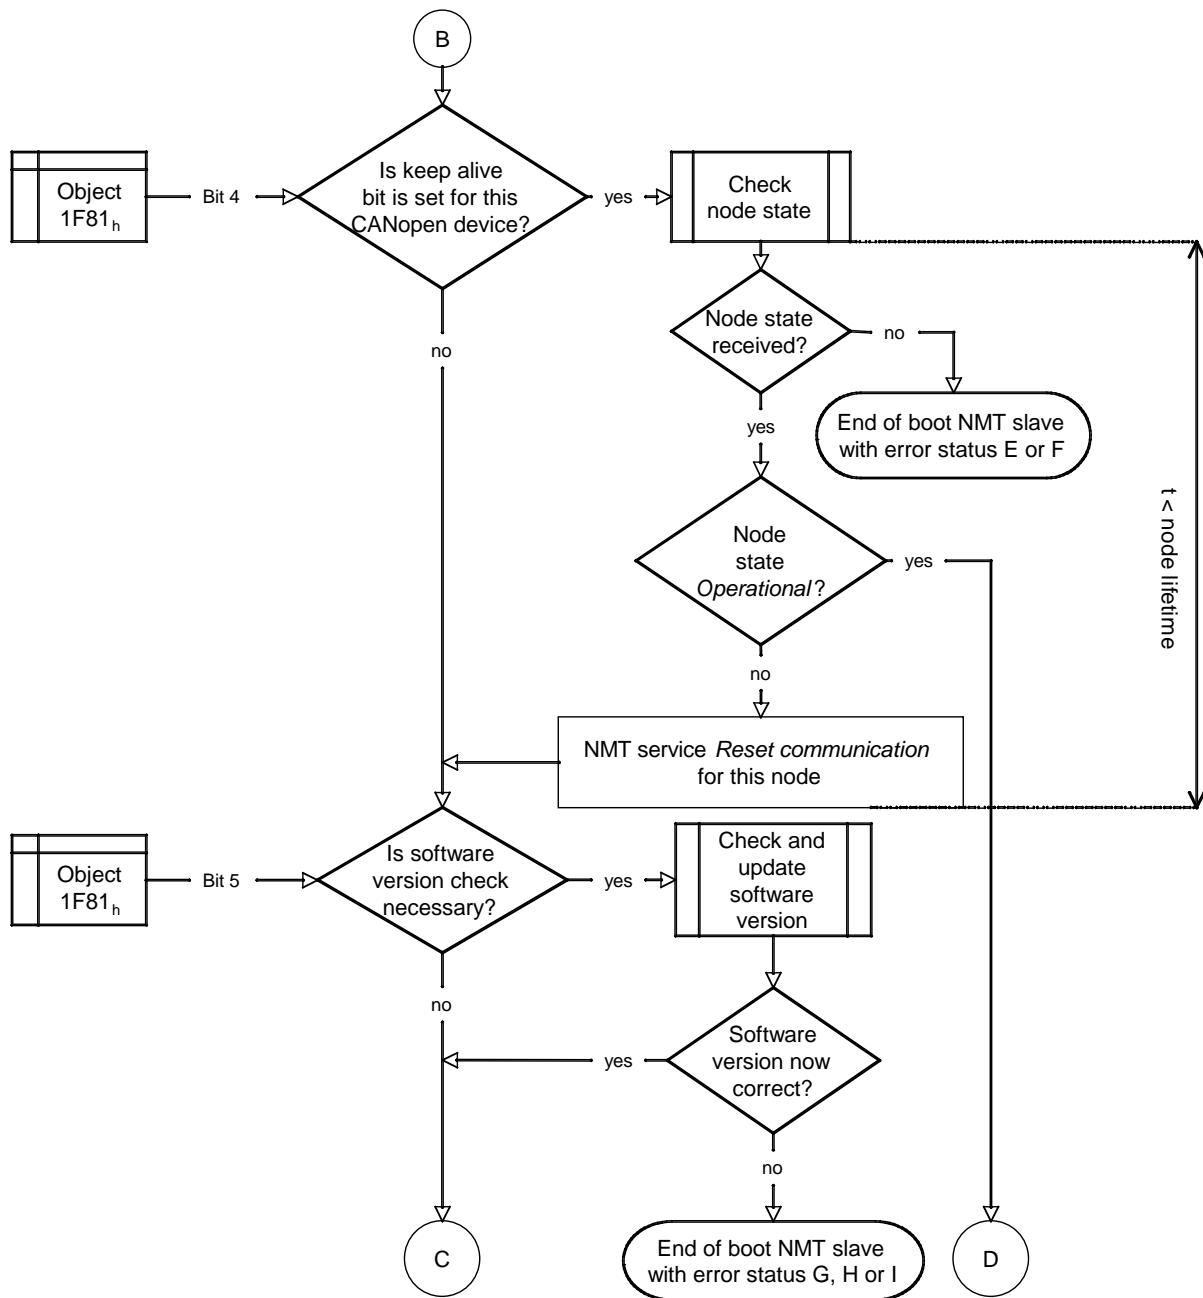 B
Is keep alive
bit is set for this
CANopen device?
Object
1F81h
Bit 4
yes
Check
node state
no
Node state
received?
no
End of boot NMT slave
with error status E or F
yes
Node
state
Operational?
yes
t < node lifetime
no
NMT service Reset communication
for this node
Object
1F81h
Bit 5
Is software
version check
necessary?
yes
Check and
update
software
version
no
Software
version now
correct?
yes
no
C
End of boot NMT slave
with error status G, H or I
D